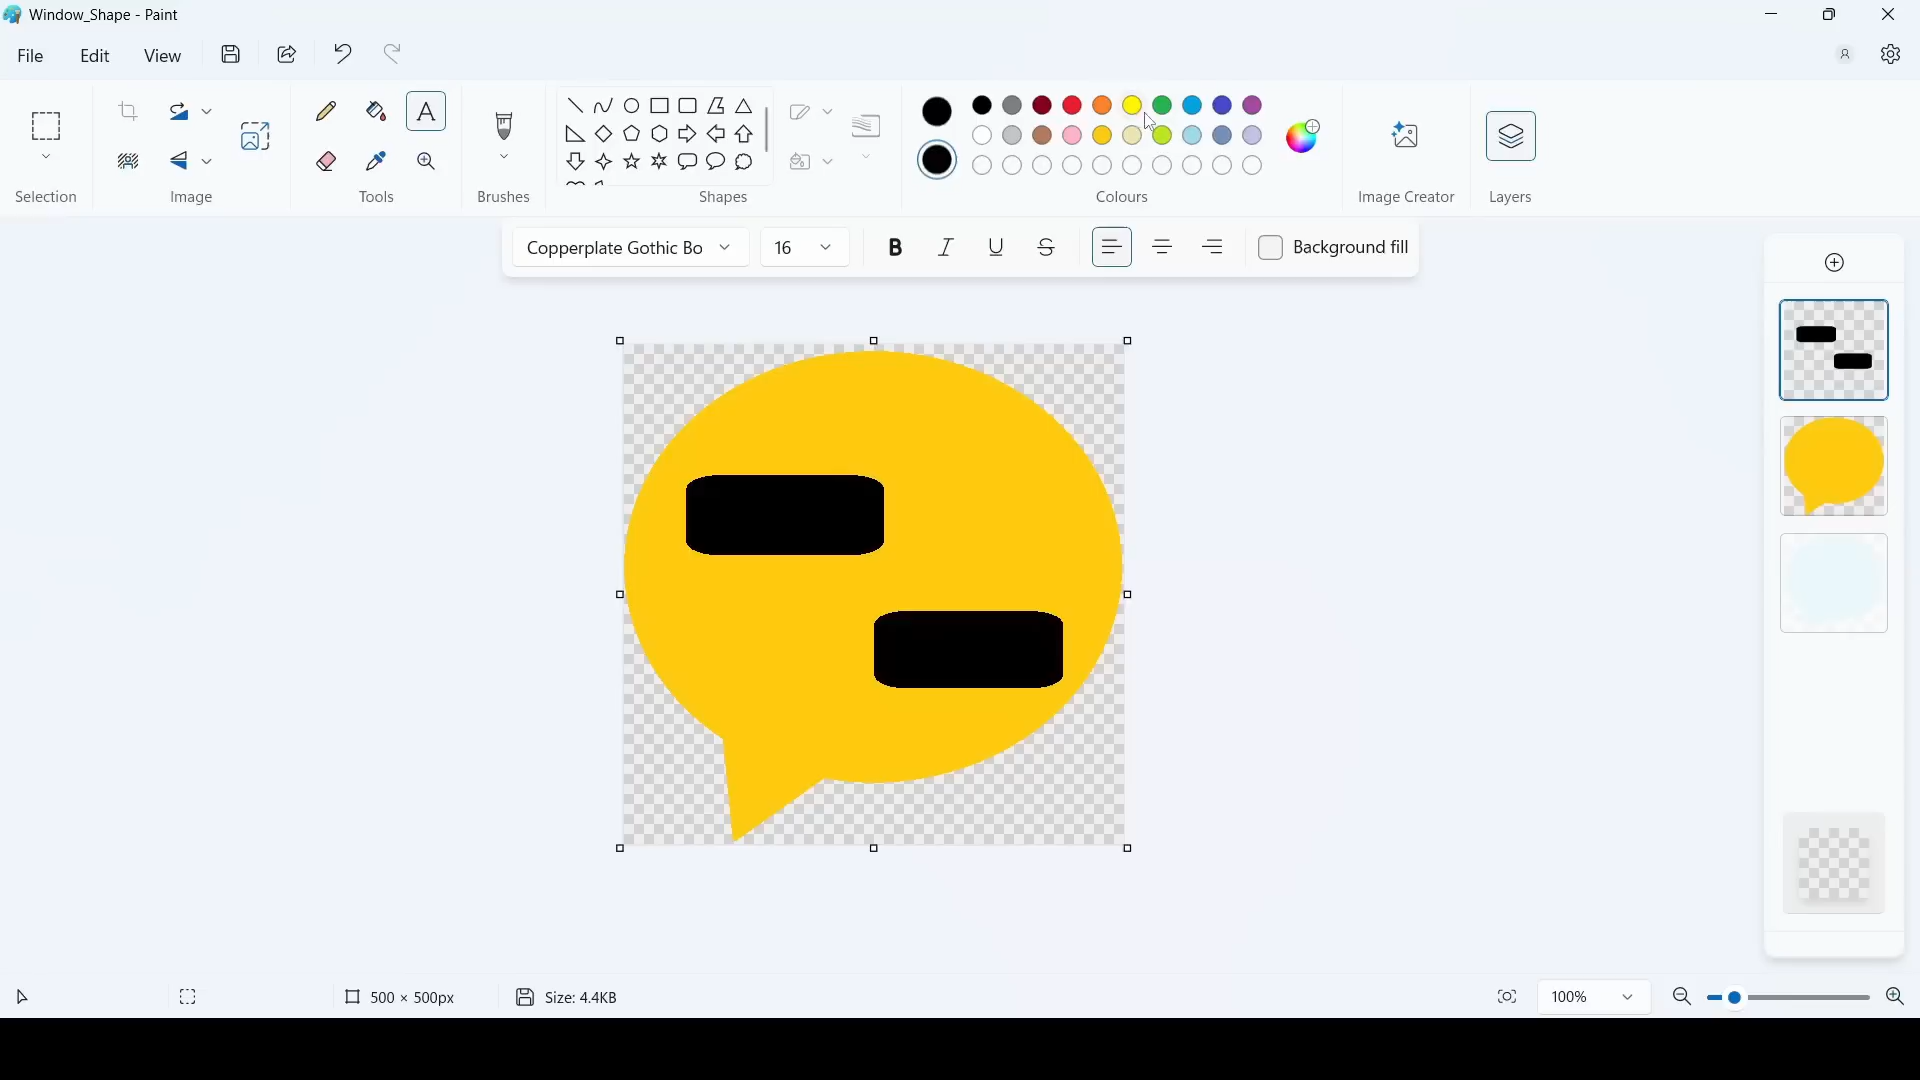 Window_Shape - Paint
File Edit View
Selection Image Tools Brushes Shapes Colours Image Creator Layers
Copperplate Gothic Bo 16 B I U S Background fill
500 × 500px Size: 4.4KB 100%